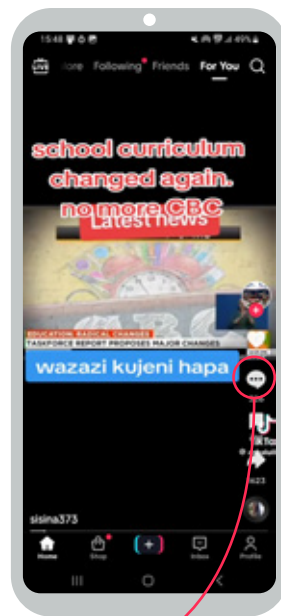 15:48
49%
LIVE
Following Friends For You
school curriculum
changed again.
no more CBC
Latest news
EDUCATION: RADICAL CHANGES
TASKFORCE REPORT PROPOSES MAJOR CHANGES
wazazi kujeni hapa
sisina373
Home Shop Inbox Profile